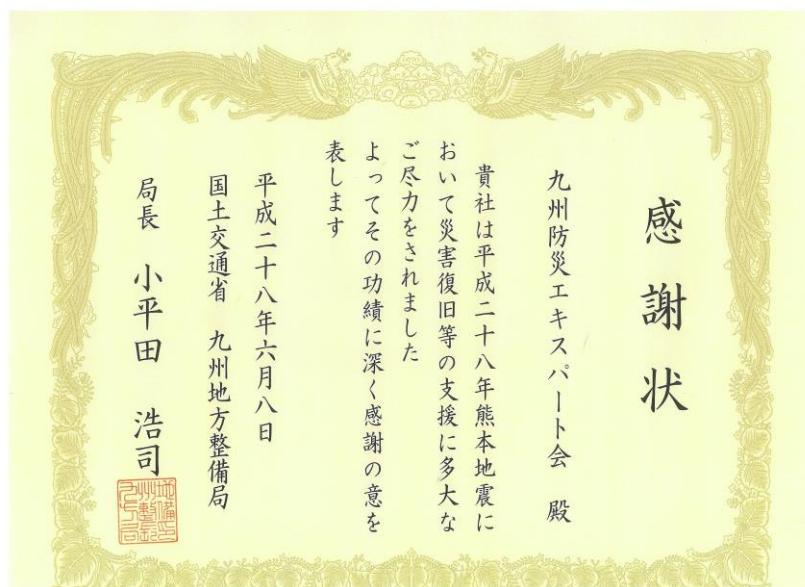 感謝状
九州防災エキスパート会 殿
貴社は平成二十八年熊本地震に
おいて災害復旧等の支援に多大な
ご尽力をされました
よってその功績に深く感謝の意を
表します
平成二十八年六月八日
国土交通省 九州地方整備局
局長 小平田 浩司